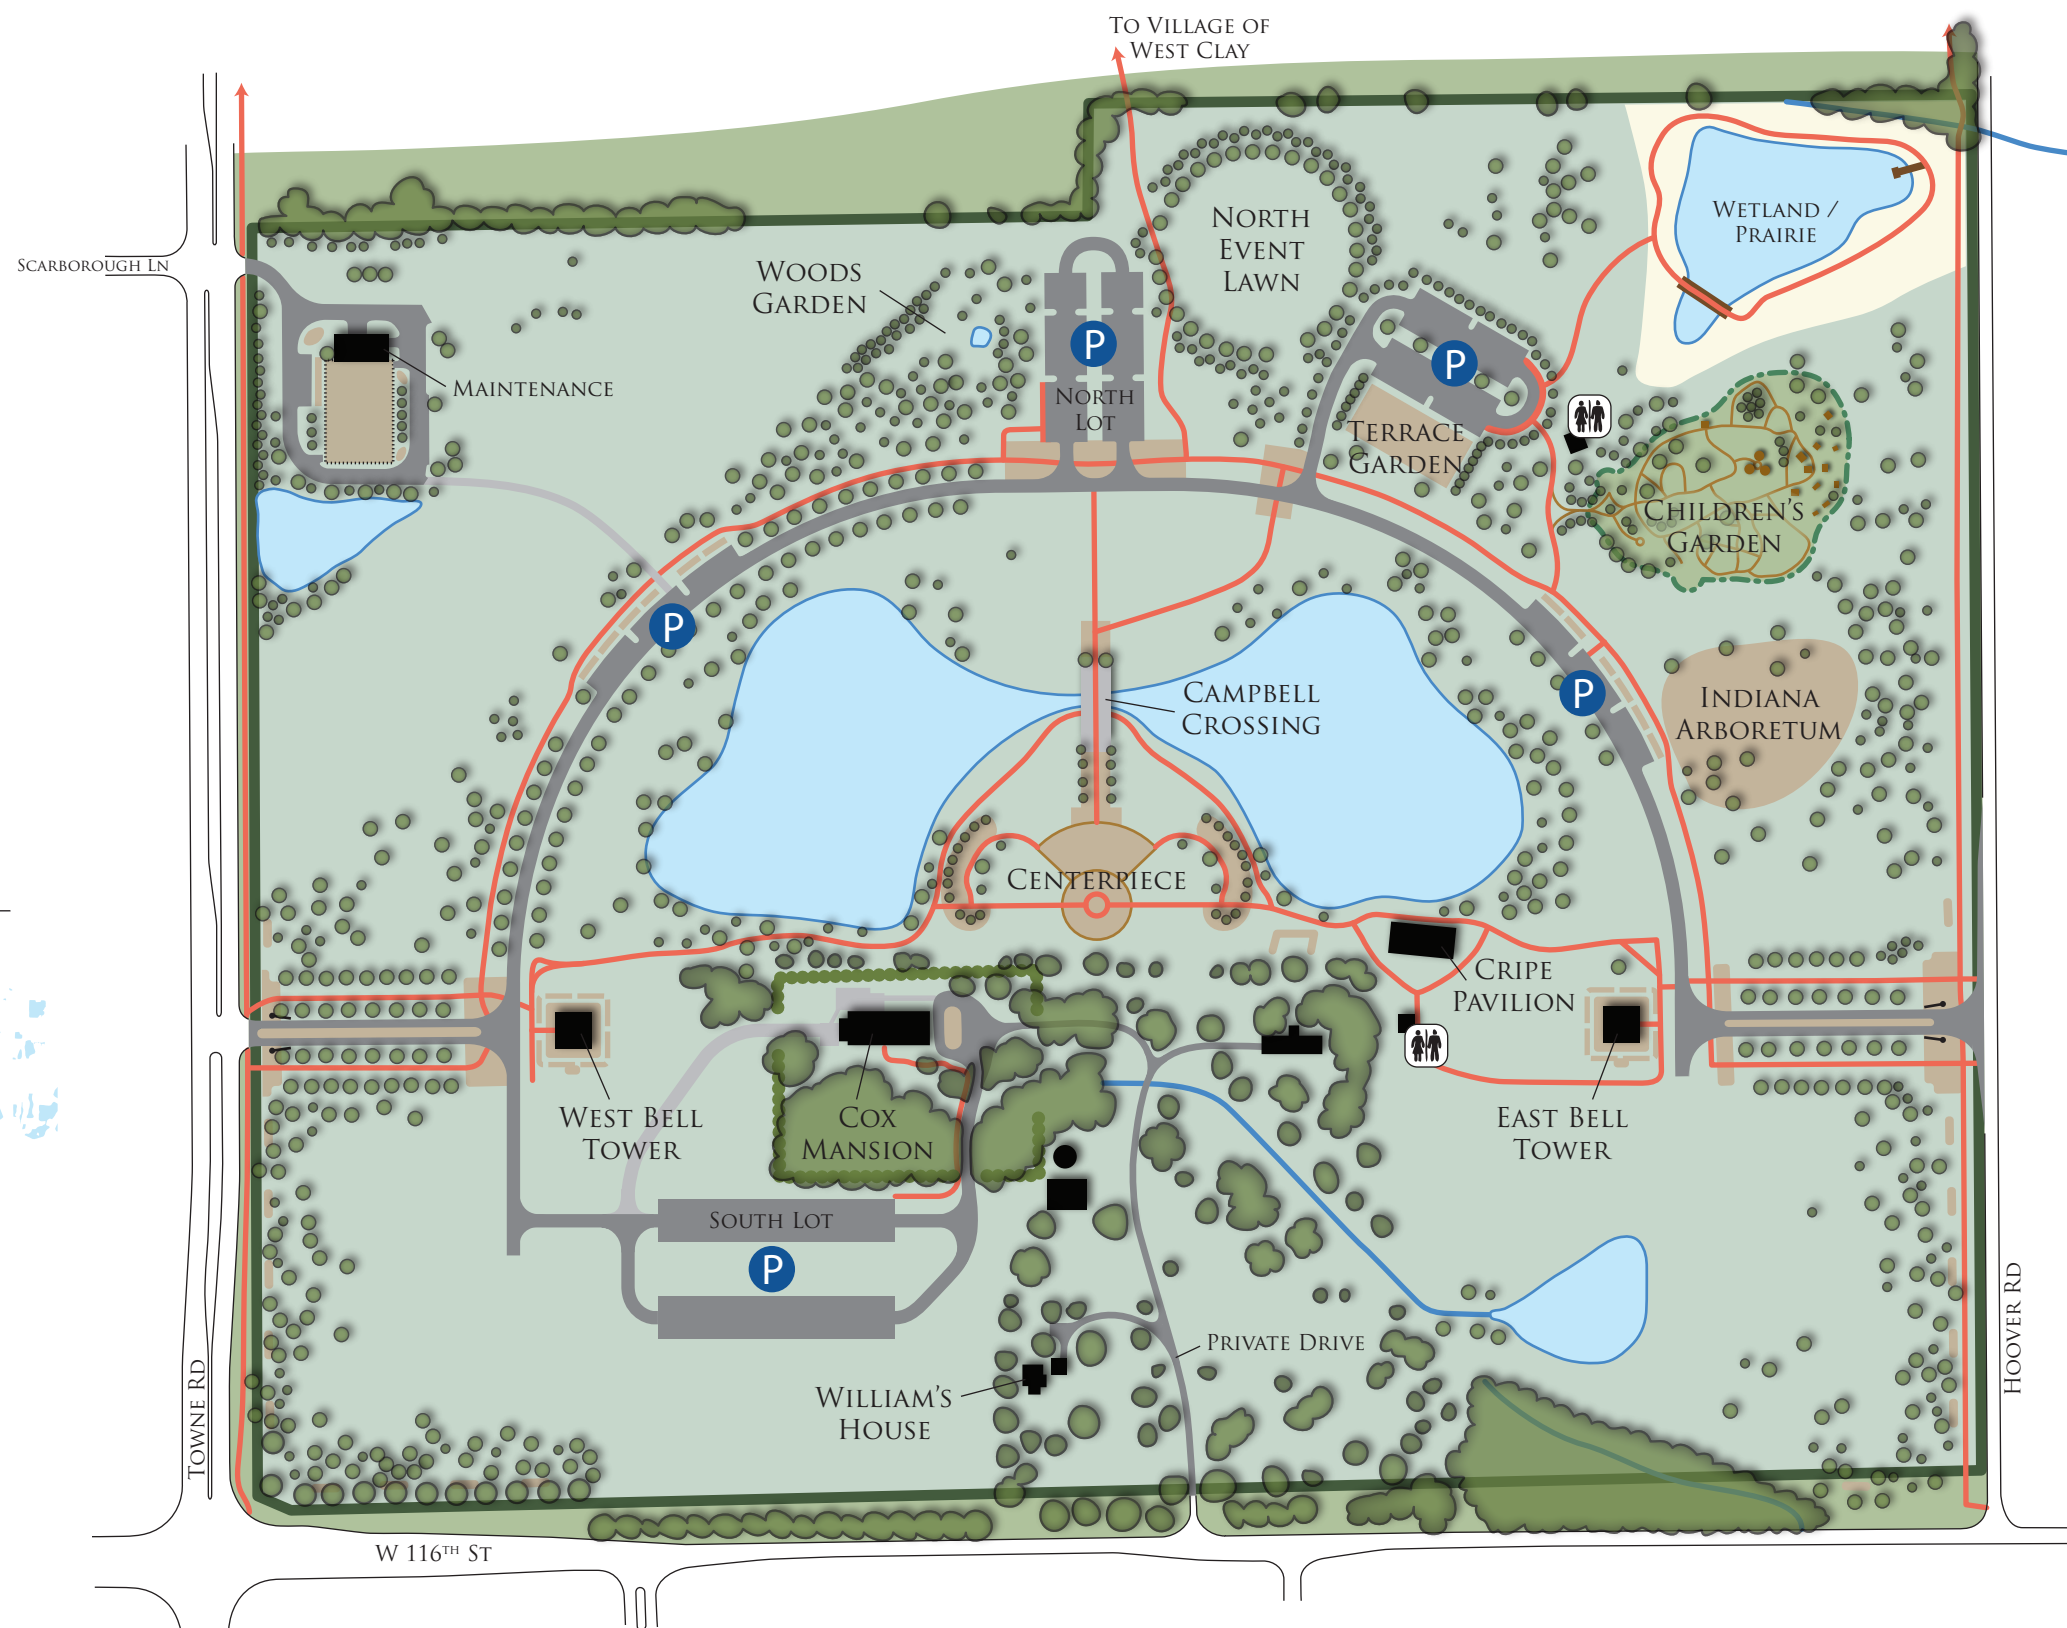 To Village of
West Clay
Scarborough Ln
Woods
Garden
North
Event
Lawn
Wetland /
Prairie
P
P
Maintenance
North
Lot
Terrace
Garden
Children's
Garden
P
P
Campbell
Crossing
Indiana
Arboretum
Centerpiece
Cripe
Pavilion
West Bell
Tower
Cox
Mansion
East Bell
Tower
South Lot
P
Private Drive
William's
House
Towne Rd
Hoover Rd
W 116th St